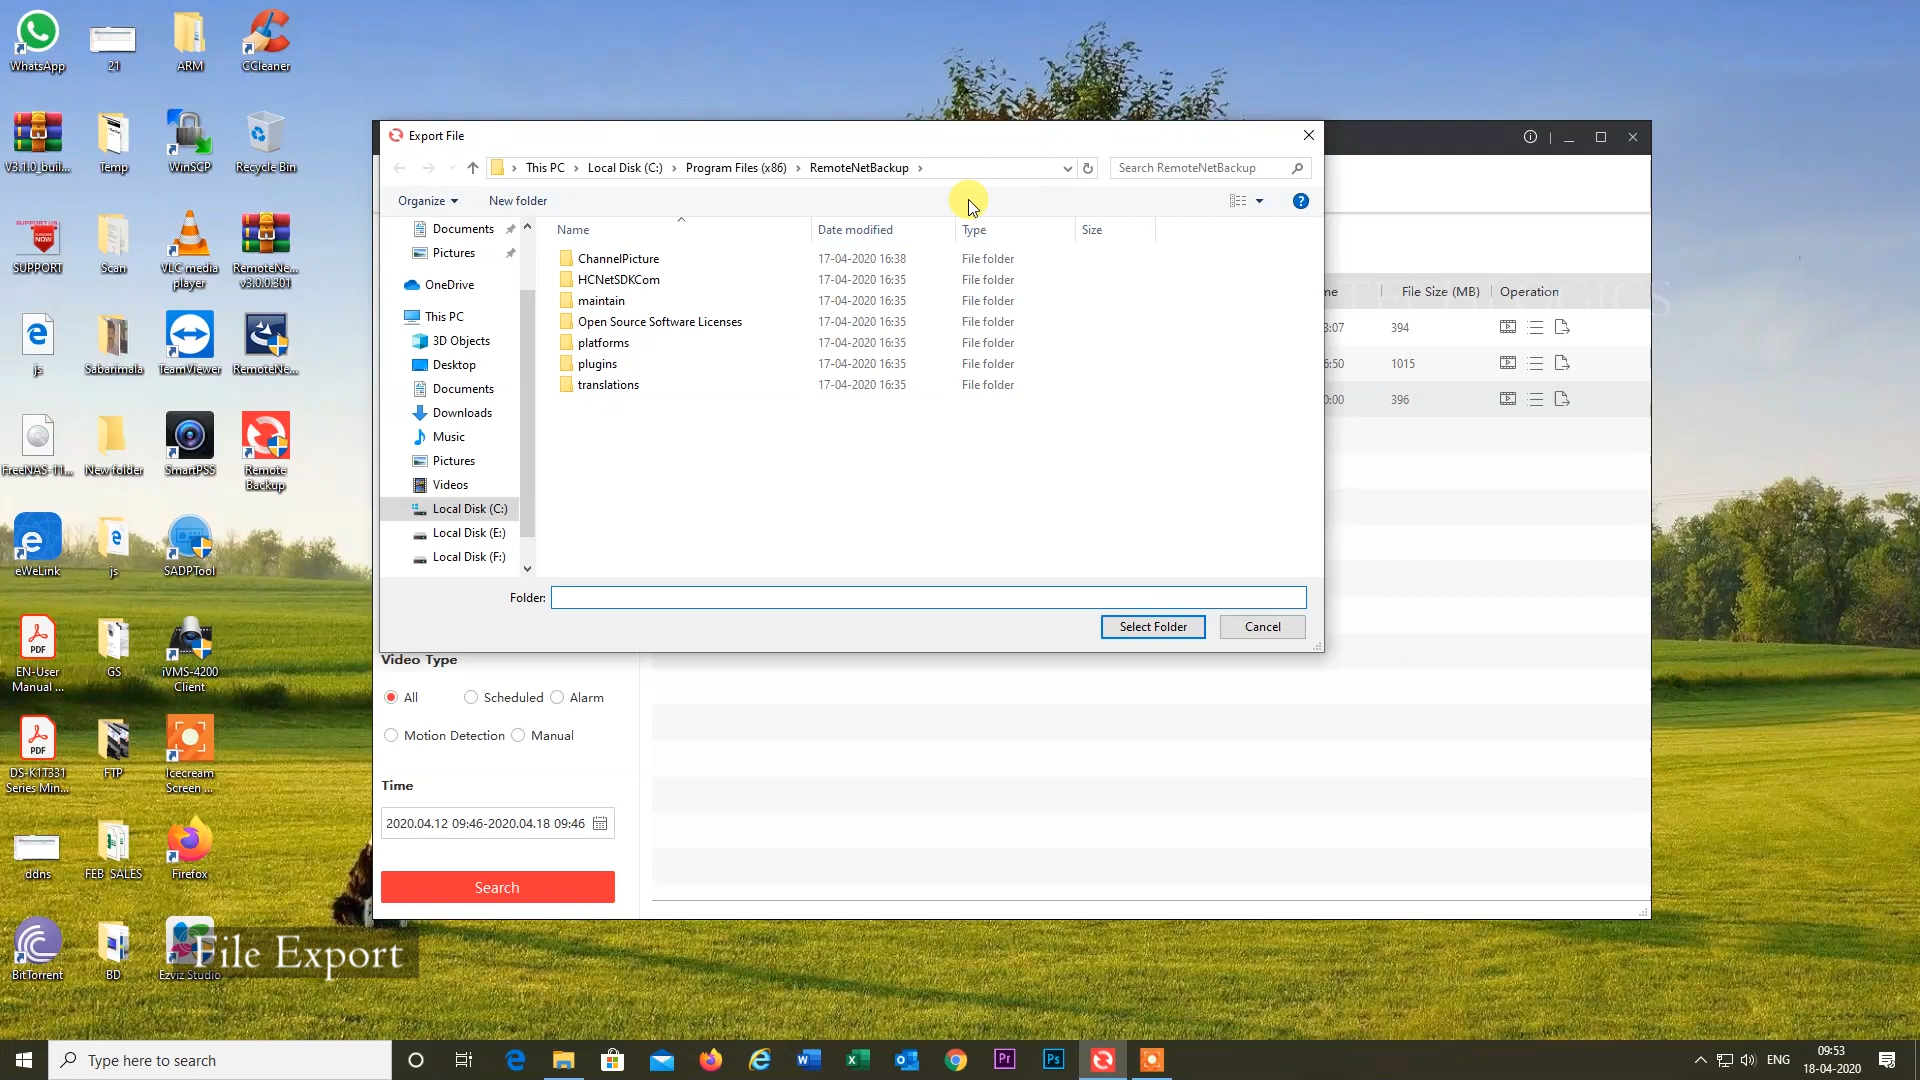 WhatsApp
21
ARM
CCleaner
V3.1.0_buil...
Temp
WinSCP
Recycle Bin
SUPPORT
Scan
VLC media
player
RemoteNe...
v3.0.0.301
js
Sabarimala
TeamViewer
RemoteNe...
FreeNAS-11...
New folder
SmartPSS
Remote
Backup
eWeLink
js
SADPTool
EN-User
Manual ...
GS
iVMS-4200
Client
DS-K1T331
Series Min...
FTP
Icecream
Screen ...
ddns
FEB_SALES
Firefox
BitTorrent
BD
Ezviz Studio
File Export
Export File
This PC
Local Disk (C:)
Program Files (x86)
RemoteNetBackup
Search RemoteNetBackup
Organize
New folder
Name Date modified Type Size
Documents
Pictures
OneDrive
This PC
3D Objects
Desktop
Documents
Downloads
Music
Pictures
Videos
Local Disk (C:)
Local Disk (E:)
Local Disk (F:)
ChannelPicture 17-04-2020 16:38 File folder
HCNetSDKCom 17-04-2020 16:35 File folder
maintain 17-04-2020 16:35 File folder
Open Source Software Licenses 17-04-2020 16:35 File folder
platforms 17-04-2020 16:35 File folder
plugins 17-04-2020 16:35 File folder
translations 17-04-2020 16:35 File folder
Folder:
Select Folder
Cancel
File Size (MB) Operation
3:07 394
6:50 1015
0:00 396
Video Type
All
Scheduled
Alarm
Motion Detection
Manual
Time
2020.04.12 09:46-2020.04.18 09:46
Search
Type here to search
ENG
09:53
18-04-2020